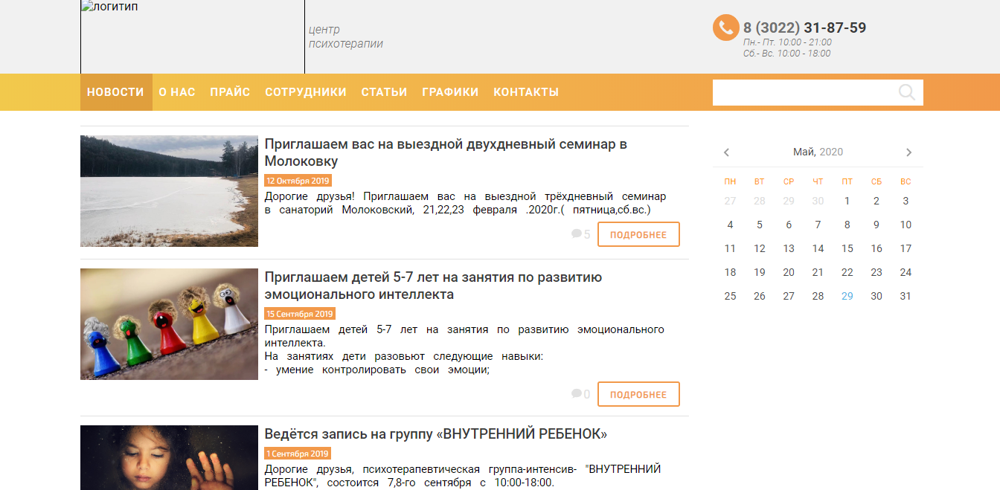 логитип
центр
психотерапии
8 (3022) 31-87-59
Пн.- Пт. 10:00 - 21:00
Сб.- Вс. 10:00 - 18:00
НОВОСТИ О НАС ПРАЙС СОТРУДНИКИ СТАТЬИ ГРАФИКИ КОНТАКТЫ
Приглашаем вас на выездной двухдневный семинар в
Молоковку
12 Октября 2019
Дорогие друзья! Приглашаем вас на выездной трёхдневный семинар
в санаторий Молоковский, 21,22,23 февраля .2020г.( пятница,сб.вс.)
5 ПОДРОБНЕЕ
Приглашаем детей 5-7 лет на занятия по развитию
эмоционального интеллекта
15 Сентября 2019
Приглашаем детей 5-7 лет на занятия по развитию эмоционального
интеллекта.
На занятиях дети разовьют следующие навыки:
- умение контролировать свои эмоции;
0 ПОДРОБНЕЕ
Ведётся запись на группу «ВНУТРЕННИЙ РЕБЕНОК»
1 Сентября 2019
Дорогие друзья, психотерапевтическая группа-интенсив- "ВНУТРЕННИЙ
РЕБЕНОК", состоится 7,8-го сентября с 10:00-18:00.
Май, 2020
ПН ВТ СР ЧТ ПТ СБ ВС
27 28 29 30 1 2 3
4 5 6 7 8 9 10
11 12 13 14 15 16 17
18 19 20 21 22 23 24
25 26 27 28 29 30 31